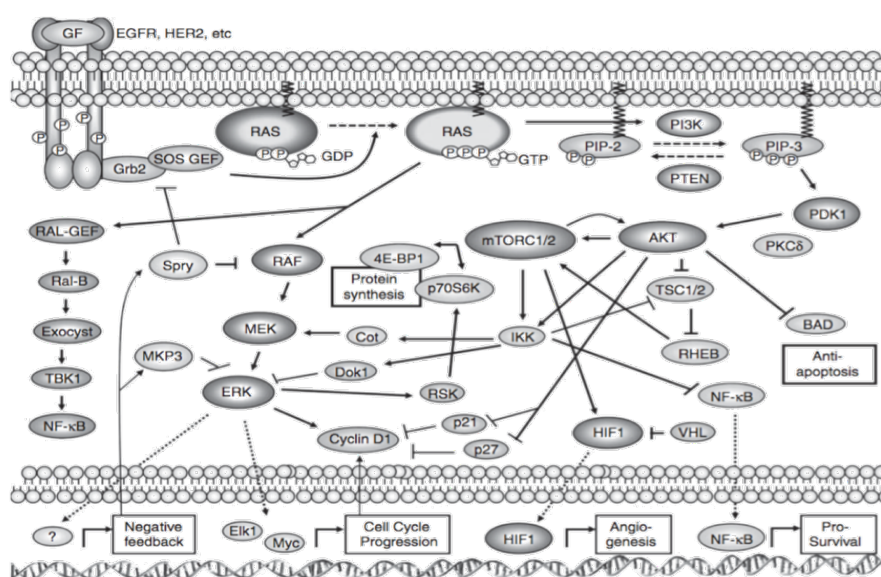 GF EGFR, HER2, etc
P P
P P
P P
Grb2 SOS GEF
RAS
P P GDP
RAS
P P P GTP
PI3K
PIP-2
P P
PIP-3
P P P
PTEN
PDK1
PKCδ
RAL-GEF
Ral-B
Exocyst
TBK1
NF-κB
Spry
MKP3
RAF
MEK
ERK
4E-BP1
Protein
synthesis
p70S6K
mTORC1/2
AKT
TSC1/2
BAD
Cot
IKK
RHEB
Anti-
apoptosis
Dok1
RSK
NF-κB
Cyclin D1
p21
p27
HIF1
VHL
?
Negative
feedback
Elk1
Myc
Cell Cycle
Progression
HIF1
Angio-
genesis
NF-κB
Pro-
Survival